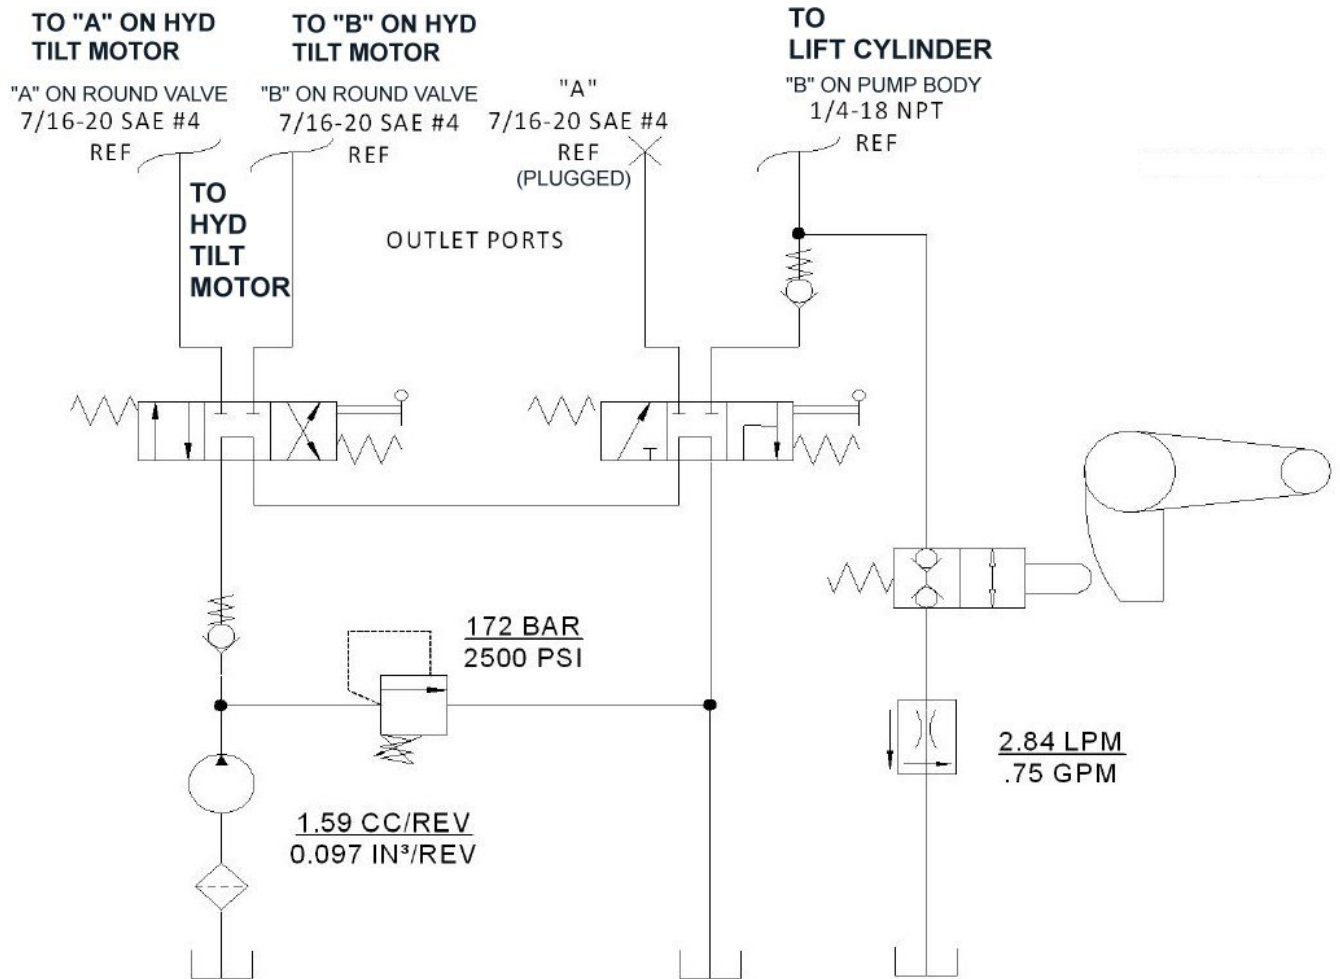 TO "A" ON HYD
TILT MOTOR
"A" ON ROUND VALVE
7/16-20 SAE #4
REF
TO "B" ON HYD
TILT MOTOR
"B" ON ROUND VALVE
7/16-20 SAE #4
REF
"A"
7/16-20 SAE #4
REF
(PLUGGED)
TO
LIFT CYLINDER
"B" ON PUMP BODY
1/4-18 NPT
REF
TO
HYD
TILT
MOTOR
OUTLET PORTS
172 BAR
2500 PSI
2.84 LPM
.75 GPM
1.59 CC/REV
0.097 IN³/REV